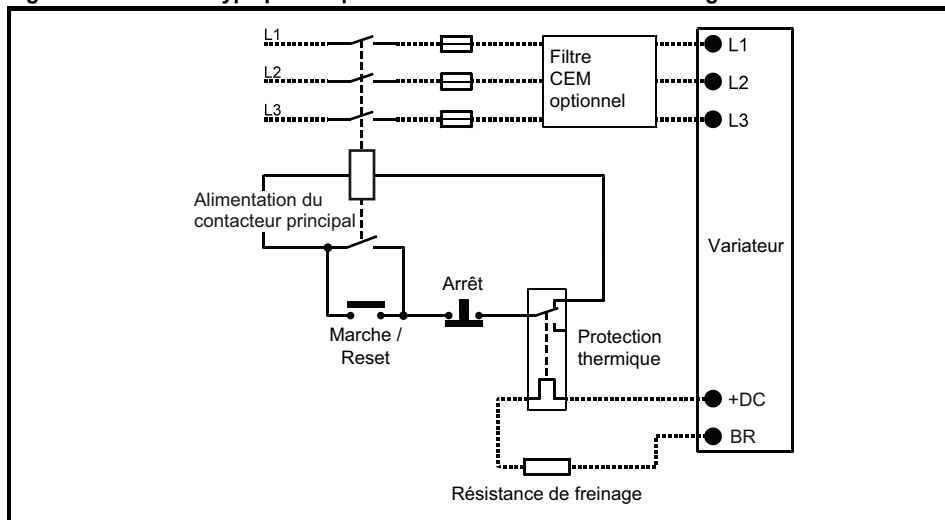 L1
L2
L3
Filtre
CEM
optionnel
L1
L2
L3
Alimentation du
contacteur principal
Variateur
Arrêt
Marche /
Reset
Protection
thermique
+DC
BR
Résistance de freinage